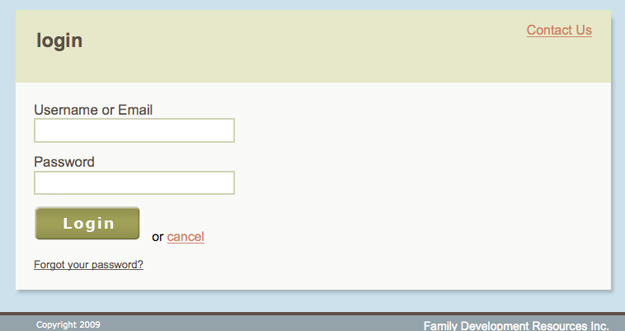 login
Contact Us
Username or Email
Password
Login
or cancel
Forgot your password?
Copyright 2009
Family Development Resources Inc.